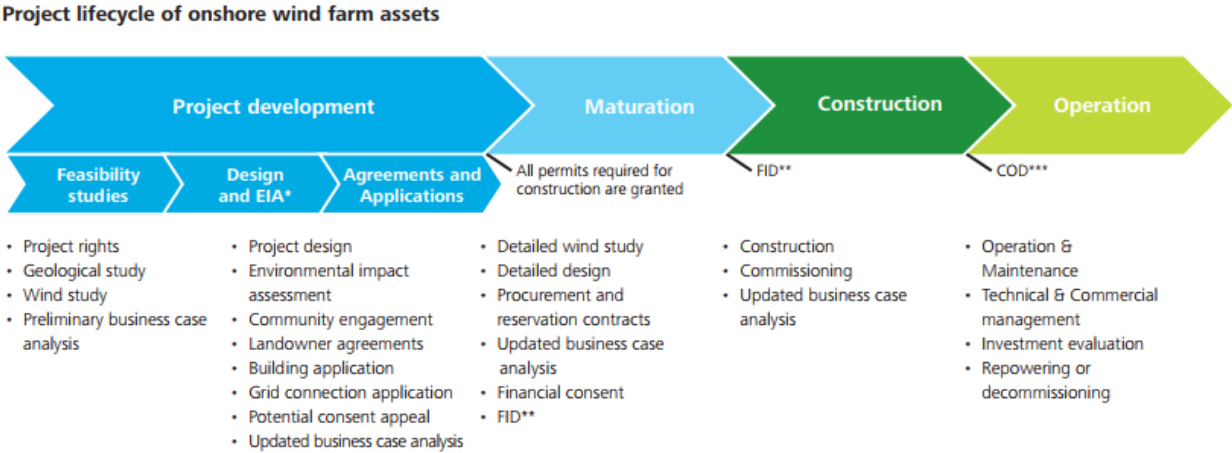 Project lifecycle of onshore wind farm assets
Project development
Maturation
Construction
Operation
Feasibility
studies
Design
and EIA*
Agreements and
Applications
All permits required for
construction are granted
FID**
COD***
• Project rights
• Geological study
• Wind study
• Preliminary business case
analysis
• Project design
• Environmental impact
assessment
• Community engagement
• Landowner agreements
• Building application
• Grid connection application
• Potential consent appeal
• Updated business case analysis
• Detailed wind study
• Detailed design
• Procurement and
reservation contracts
• Updated business case
analysis
• Financial consent
• FID**
• Construction
• Commissioning
• Updated business case
analysis
• Operation &
Maintenance
• Technical & Commercial
management
• Investment evaluation
• Repowering or
decommissioning